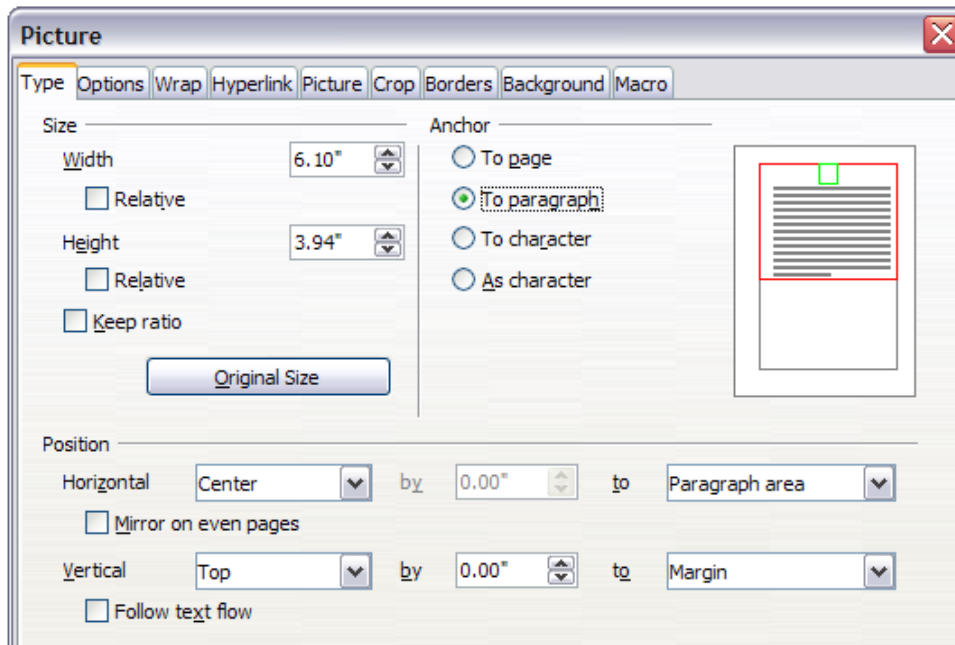 Picture
Type Options Wrap Hyperlink Picture Crop Borders Background Macro
Size
Width 6.10"
Relative
Height 3.94"
Relative
Keep ratio
Original Size
Anchor
To page
To paragraph
To character
As character
Position
Horizontal Center by 0.00" to Paragraph area
Mirror on even pages
Vertical Top by 0.00" to Margin
Follow text flow